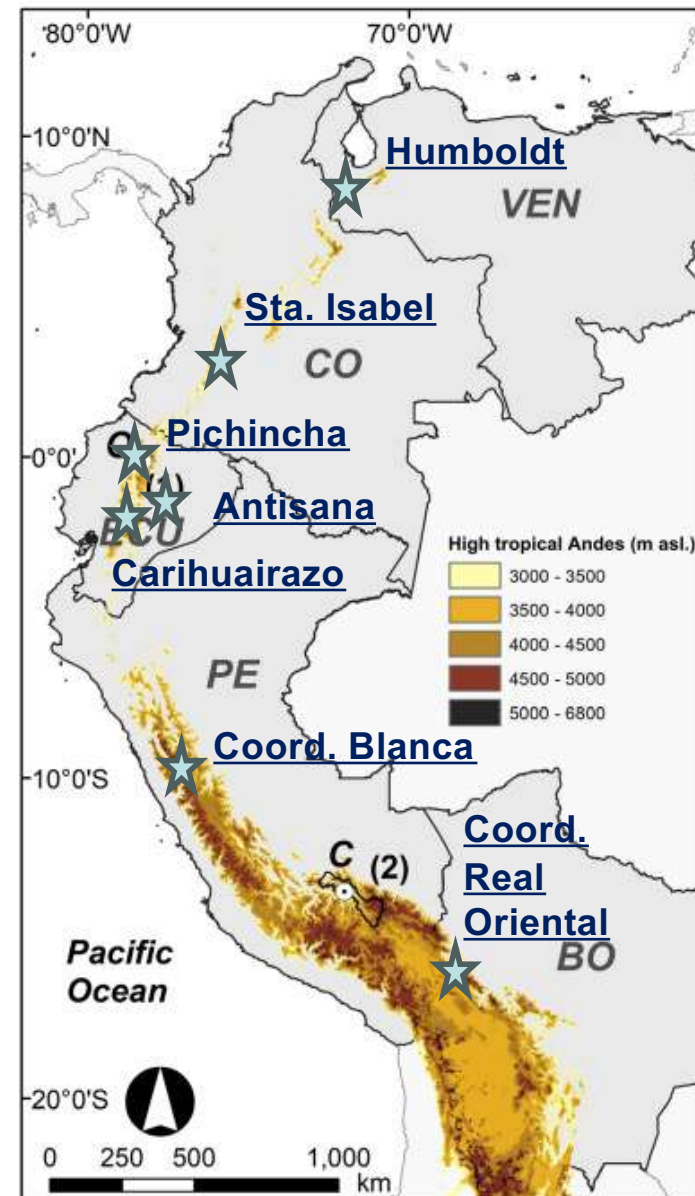 80°0'W
70°0'W
10°0'N
Humboldt
VEN
Sta. Isabel
CO
Pichincha
0°0'
Antisana
ECU
Carihuairazo
High tropical Andes (m asl.)
3000 - 3500
3500 - 4000
4000 - 4500
4500 - 5000
5000 - 6800
PE
Coord. Blanca
10°0'S
Coord.
Real
Oriental
C (2)
BO
Pacific
Ocean
20°0'S
0 250 500 1,000
km